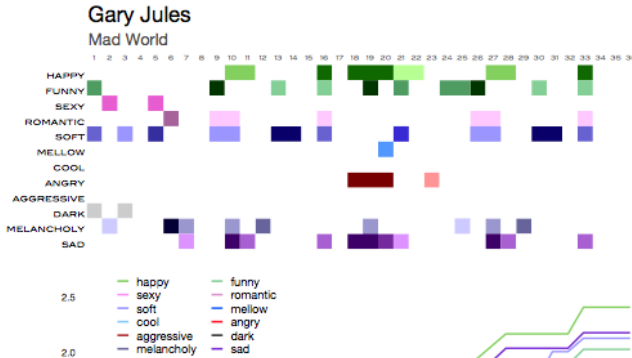 Gary Jules
Mad World
1 2 3 4 5 6 7 8 9 10 11 12 13 14 15 16 17 18 19 20 21 22 23 24 25 26 27 28 29 30 31 32 33 34 35
HAPPY
FUNNY
SEXY
ROMANTIC
SOFT
MELLOW
COOL
ANGRY
AGGRESSIVE
DARK
MELANCHOLY
SAD
happy funny
2.5
sexy romantic
soft mellow
cool angry
aggressive dark
2.0
melancholy sad